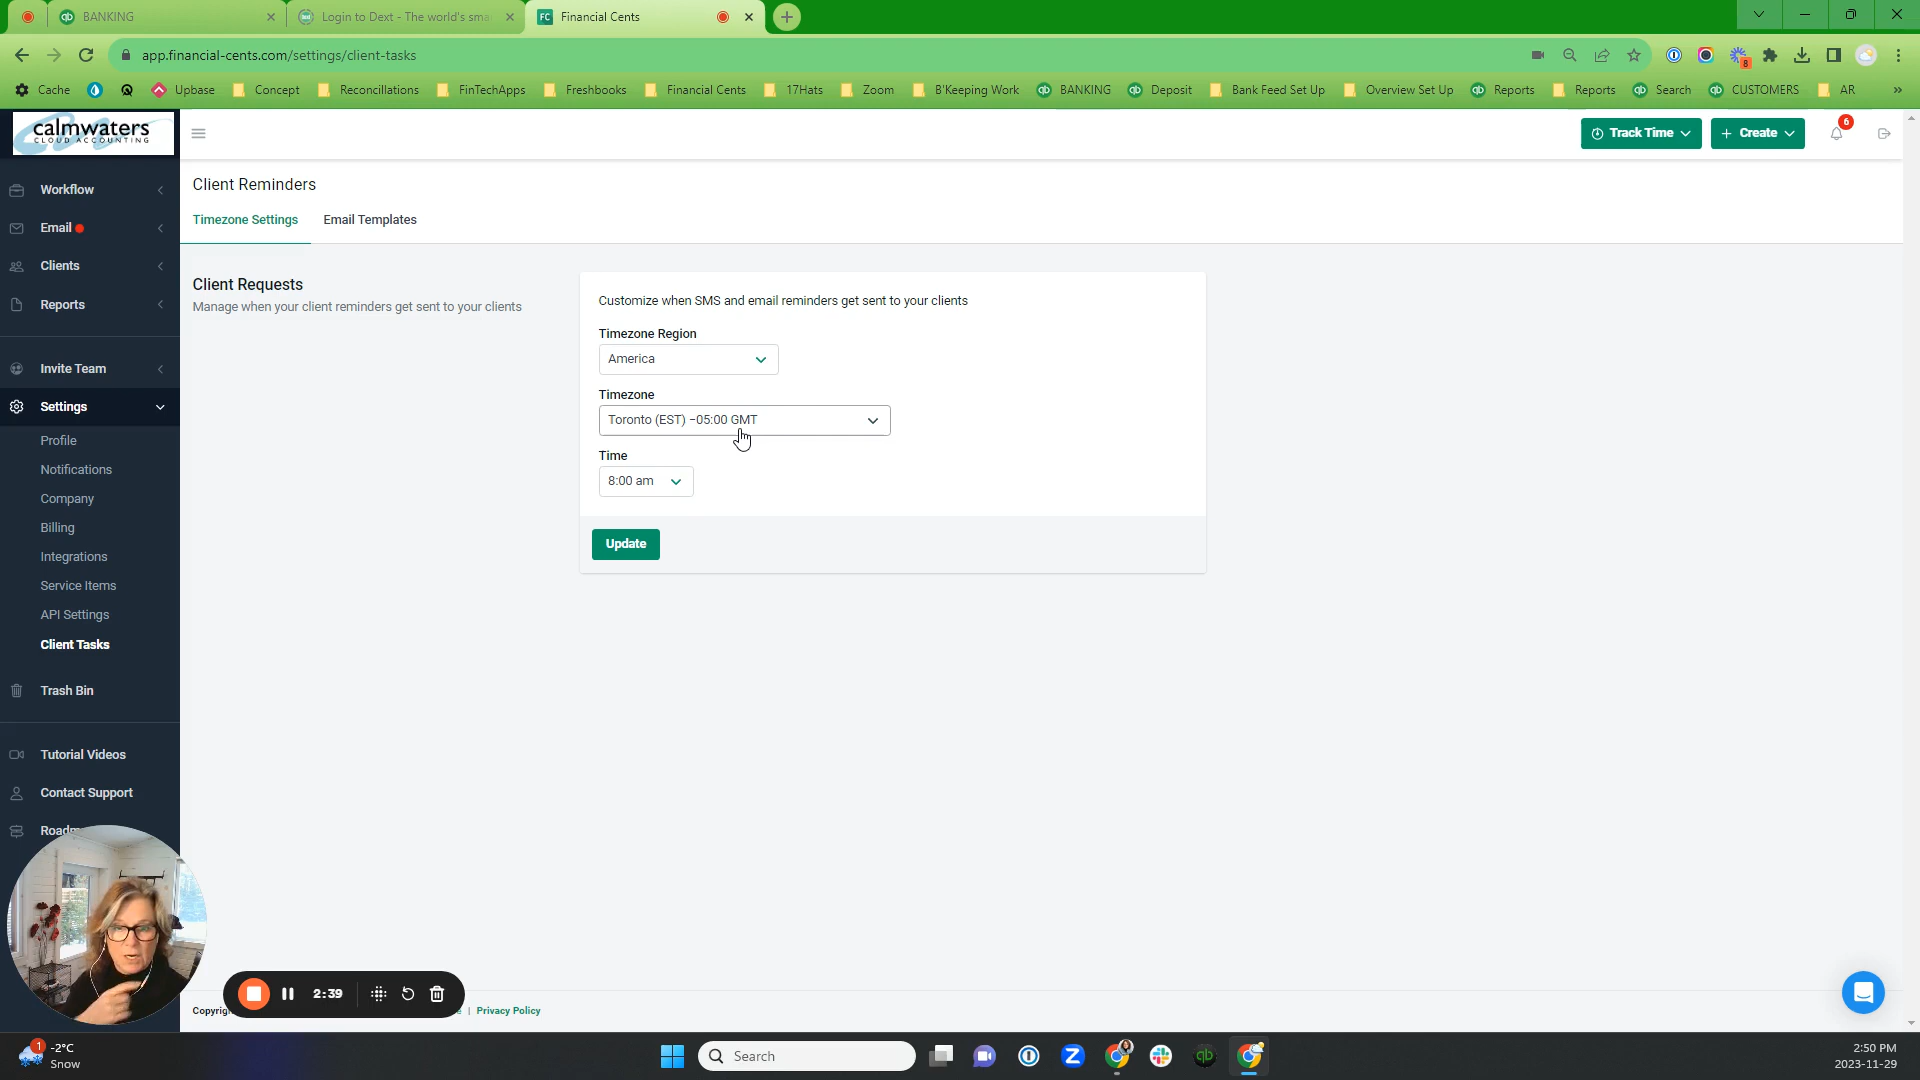 BANKING
Login to Dext - The world's sma
FC Financial Cents
app.financial-cents.com/settings/client-tasks
8
Cache
Upbase
Concept
Reconcillations
FinTechApps
Freshbooks
Financial Cents
17Hats
Zoom
B'Keeping Work
BANKING
Deposit
Bank Feed Set Up
Overview Set Up
Reports
Reports
Search
CUSTOMERS
AR
»
calmwaters
CLOUD ACCOUNTING
Track Time
+ Create
6
Workflow
Email
Clients
Reports
Invite Team
Settings
Profile
Notifications
Company
Billing
Integrations
Service Items
API Settings
Client Tasks
Trash Bin
Tutorial Videos
Contact Support
Client Reminders
Timezone Settings
Email Templates
Client Requests
Manage when your client reminders get sent to your clients
Customize when SMS and email reminders get sent to your clients
Timezone Region
America
Timezone
Toronto (EST) −05:00 GMT
Time
8:00 am
Update
2:39
| Privacy Policy
1
-2°C
Snow
Search
2:50 PM
2023-11-29